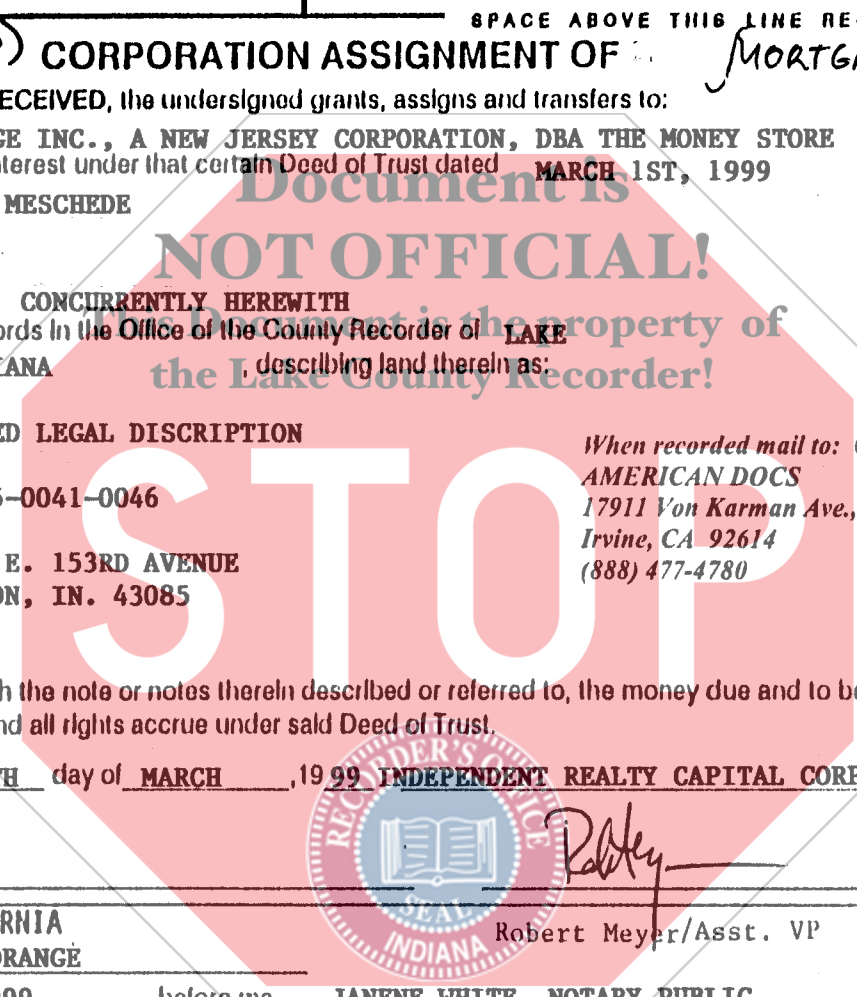 SPACE ABOVE THIS LINE RE
CORPORATION ASSIGNMENT OF MORTGA
ECEIVED, the undersigned grants, assigns and transfers to:
GE INC., A NEW JERSEY CORPORATION, DBA THE MONEY STORE
nterest under that certain Deed of Trust dated MARCH 1ST, 1999
Document is
MESCHEDE
NOT OFFICIAL!
CONCURRENTLY HEREWITH
This Document is the property of
ords in the Office of the County Recorder of LAKE
IANA , describing land therein as:
the Lake County Recorder!
ED LEGAL DISCRIPTION
When recorded mail to:
AMERICAN DOCS
-0041-0046
17911 Von Karman Ave.,
STOP
Irvine, CA 92614
E. 153RD AVENUE
(888) 477-4780
ON, IN. 43085
h the note or notes therein described or referred to, the money due and to be
nd all rights accrue under said Deed of Trust.
TH day of MARCH ,19 99 INDEPENDENT REALTY CAPITAL CORP
RECORDER'S OFFICE
SEAL
INDIANA
RNIA
Robert Meyer/Asst. VP
ORANGE
before me JANENE WHITE, NOTARY PUBLIC